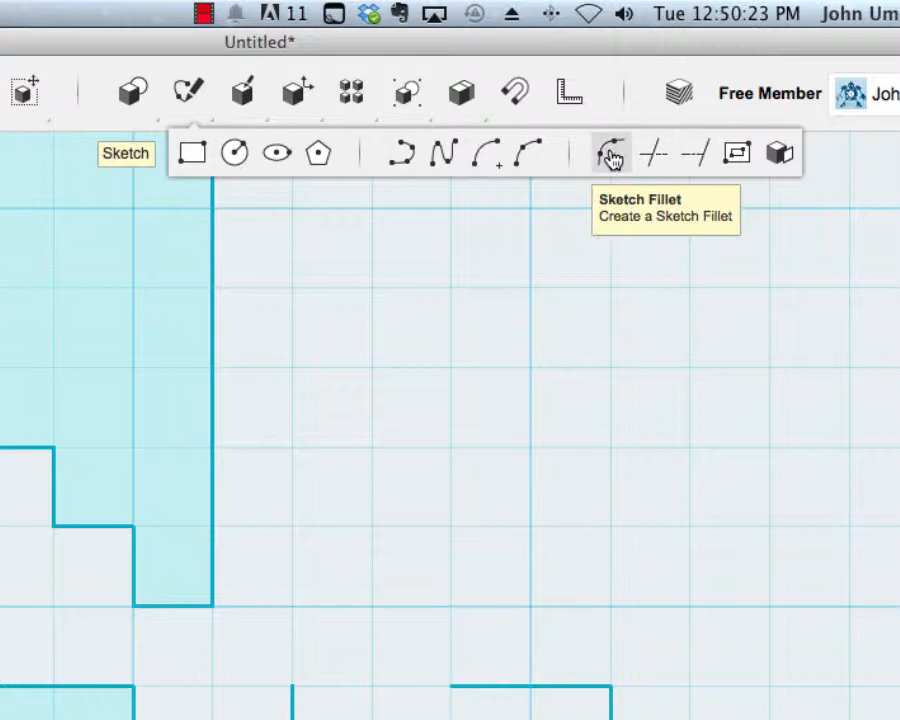 11 Tue 12:50:23 PM John Um
Untitled*
Free Member Joh
Sketch
Sketch Fillet
Create a Sketch Fillet